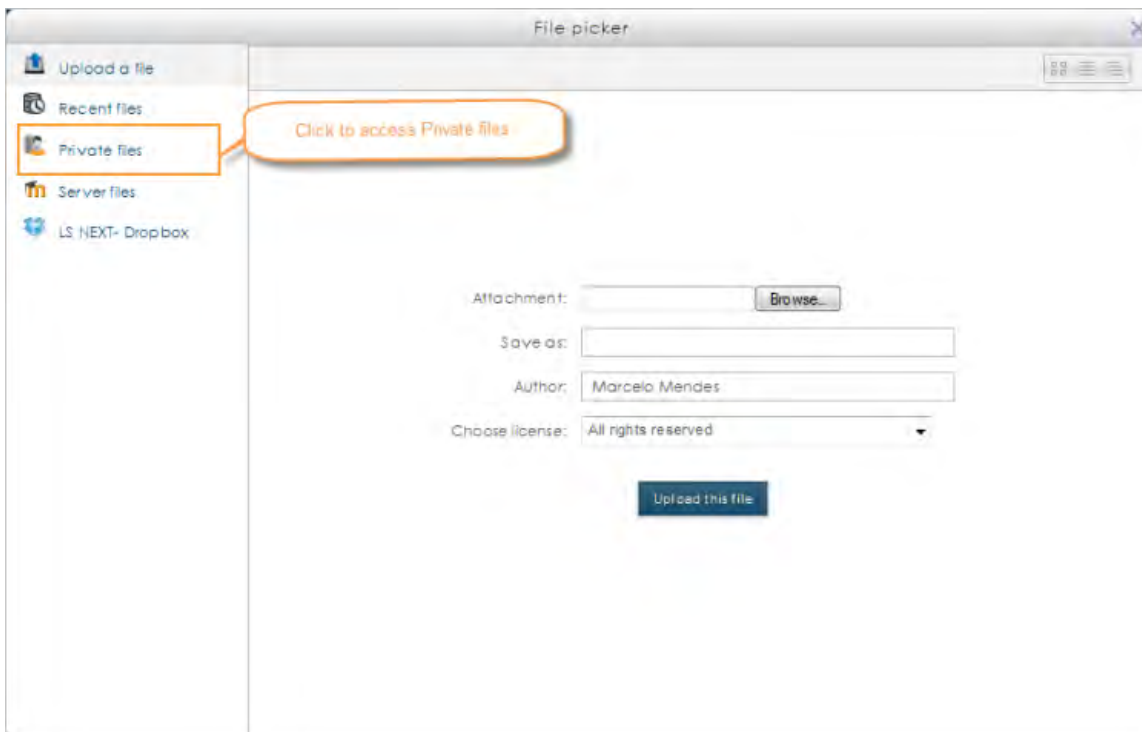 File picker
Upload a file
Recent files
Private files
Server files
LS NEXT- Dropbox
Click to access Private files
Attachment:
Browse...
Save as:
Author:
Marcelo Mendes
Choose license:
All rights reserved
Upload this file